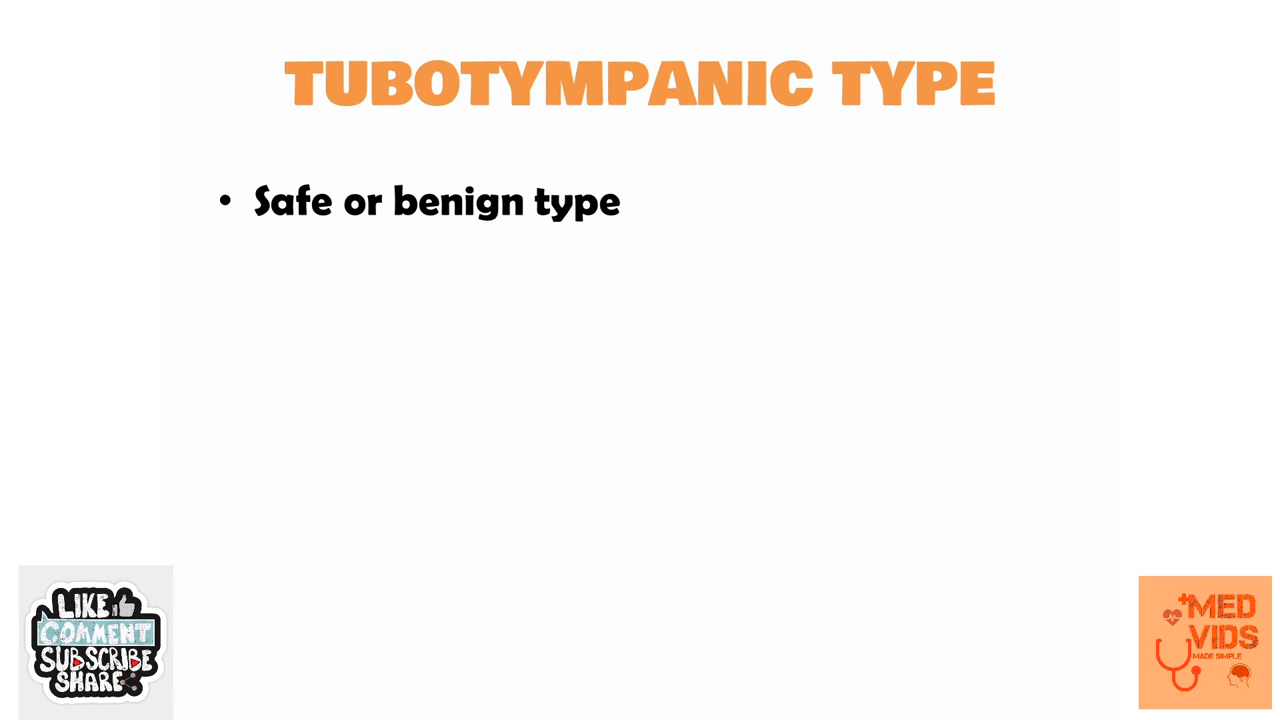 TUBOTYMPANIC TYPE
• Safe or benign type
LIKE
COMMENT
SUBSCRIBE
SHARE
MED
VIDS
MADE SIMPLE